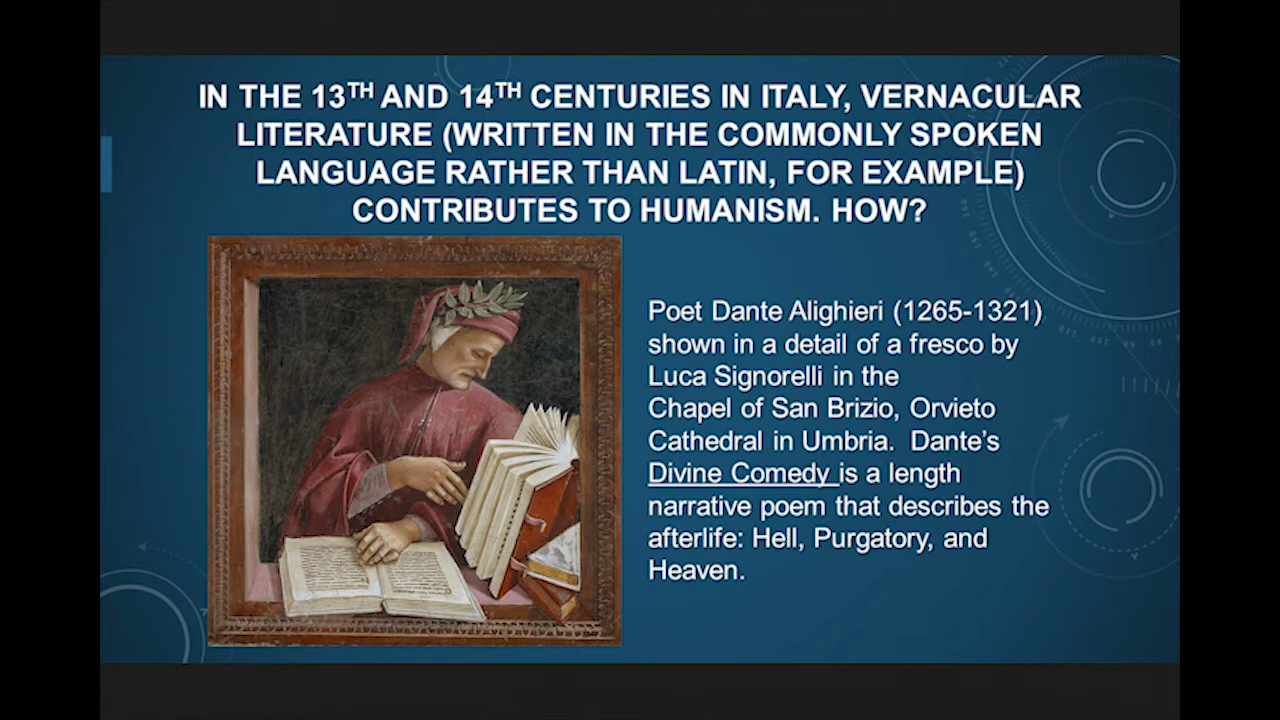 IN THE 13TH AND 14TH CENTURIES IN ITALY, VERNACULAR
LITERATURE (WRITTEN IN THE COMMONLY SPOKEN
LANGUAGE RATHER THAN LATIN, FOR EXAMPLE)
CONTRIBUTES TO HUMANISM. HOW?
Poet Dante Alighieri (1265-1321)
shown in a detail of a fresco by
Luca Signorelli in the
Chapel of San Brizio, Orvieto
Cathedral in Umbria. Dante's
Divine Comedy is a length
narrative poem that describes the
afterlife: Hell, Purgatory, and
Heaven.